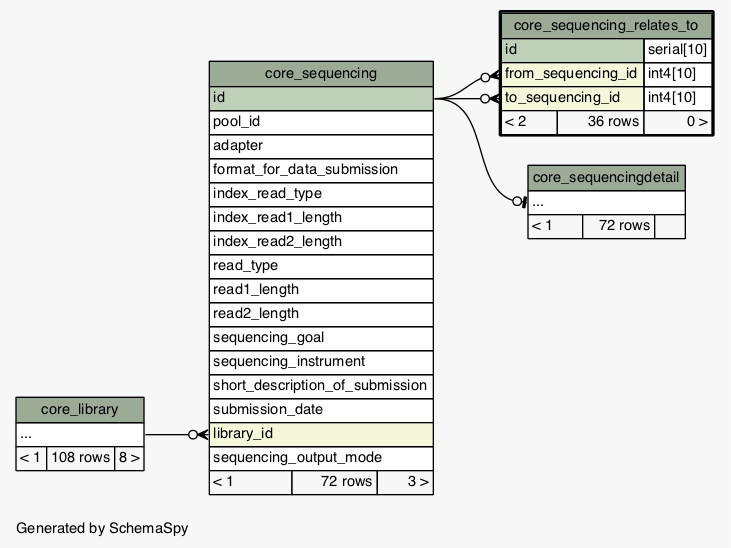 core_sequencing_relates_to
id serial[10]
from_sequencing_id int4[10]
to_sequencing_id int4[10]
< 2 36 rows 0 >
core_sequencing
id
pool_id
adapter
format_for_data_submission
index_read_type
index_read1_length
index_read2_length
read_type
read1_length
read2_length
sequencing_goal
sequencing_instrument
short_description_of_submission
submission_date
library_id
sequencing_output_mode
< 1 72 rows 3 >
core_sequencingdetail
...
< 1 72 rows
core_library
...
< 1 108 rows 8 >
Generated by SchemaSpy